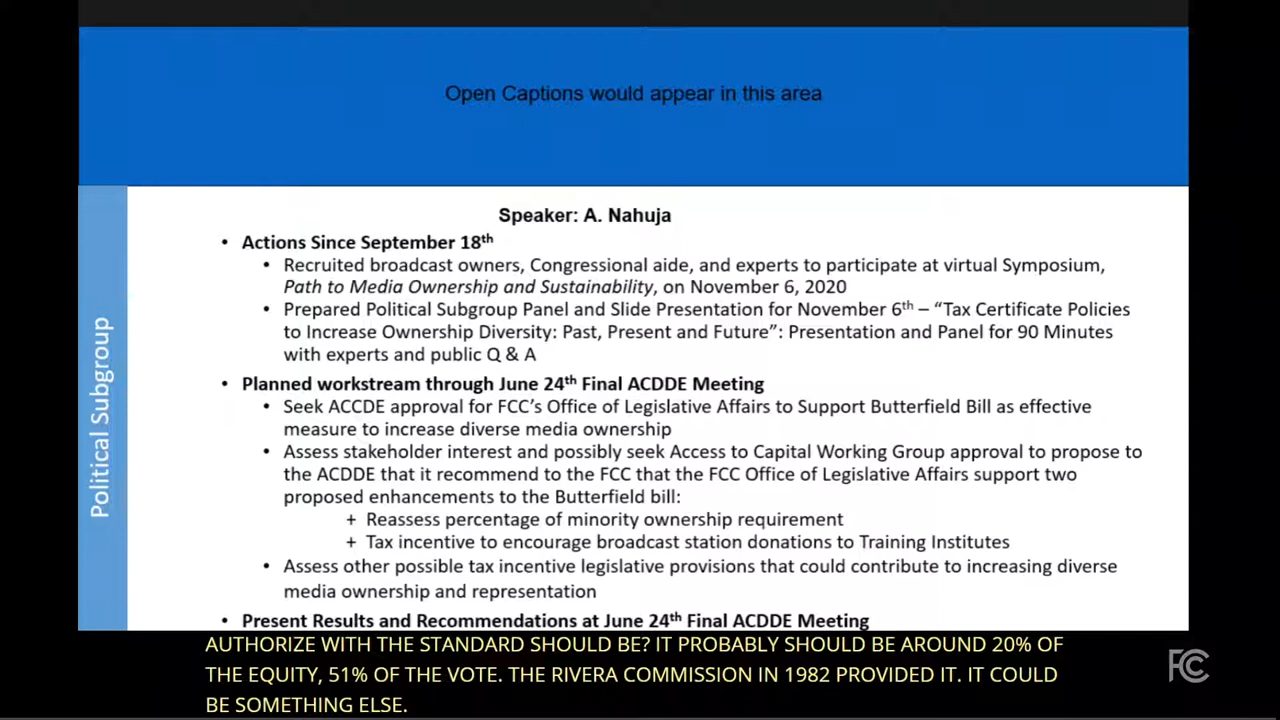 Open Captions would appear in this area
Political Subgroup
Speaker: A. Nahuja
• Actions Since September 18th
• Recruited broadcast owners, Congressional aide, and experts to participate at virtual Symposium,
Path to Media Ownership and Sustainability, on November 6, 2020
• Prepared Political Subgroup Panel and Slide Presentation for November 6th – “Tax Certificate Policies
to Increase Ownership Diversity: Past, Present and Future”: Presentation and Panel for 90 Minutes
with experts and public Q & A
• Planned workstream through June 24th Final ACDDE Meeting
• Seek ACCDE approval for FCC’s Office of Legislative Affairs to Support Butterfield Bill as effective
measure to increase diverse media ownership
• Assess stakeholder interest and possibly seek Access to Capital Working Group approval to propose to
the ACDDE that it recommend to the FCC that the FCC Office of Legislative Affairs support two
proposed enhancements to the Butterfield bill:
+ Reassess percentage of minority ownership requirement
+ Tax incentive to encourage broadcast station donations to Training Institutes
• Assess other possible tax incentive legislative provisions that could contribute to increasing diverse
media ownership and representation
• Present Results and Recommendations at June 24th Final ACDDE Meeting
AUTHORIZE WITH THE STANDARD SHOULD BE? IT PROBABLY SHOULD BE AROUND 20% OF
THE EQUITY, 51% OF THE VOTE. THE RIVERA COMMISSION IN 1982 PROVIDED IT. IT COULD
BE SOMETHING ELSE.
FCC